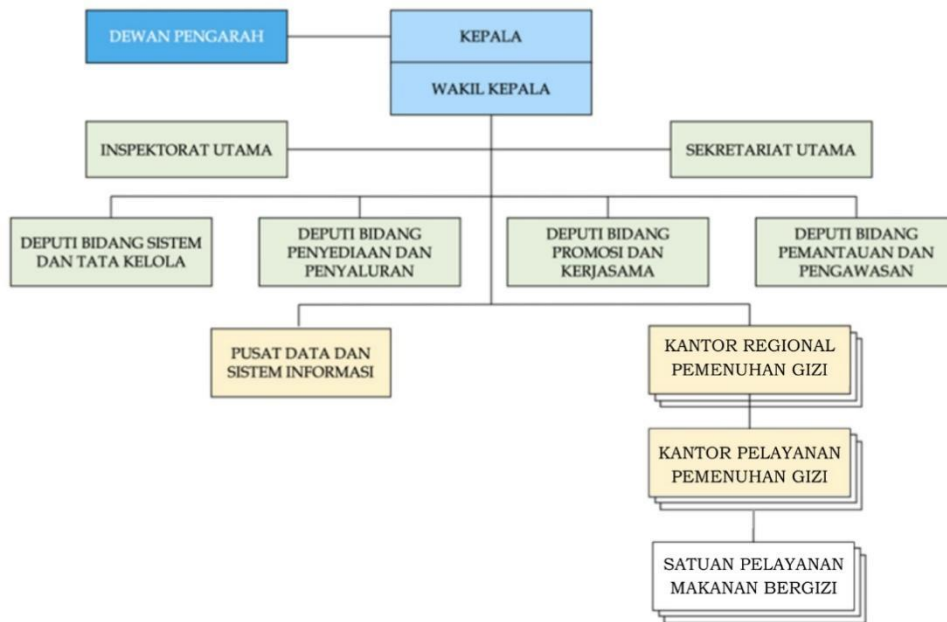 DEWAN PENGARAH
KEPALA
WAKIL KEPALA
INSPEKTORAT UTAMA
SEKRETARIAT UTAMA
DEPUTI BIDANG SISTEM
DAN TATA KELOLA
DEPUTI BIDANG
PENYEDIAAN DAN
PENYALURAN
DEPUTI BIDANG
PROMOSI DAN
KERJASAMA
DEPUTI BIDANG
PEMANTAUAN DAN
PENGAWASAN
PUSAT DATA DAN
SISTEM INFORMASI
KANTOR REGIONAL
PEMENUHAN GIZI
KANTOR PELAYANAN
PEMENUHAN GIZI
SATUAN PELAYANAN
MAKANAN BERGIZI